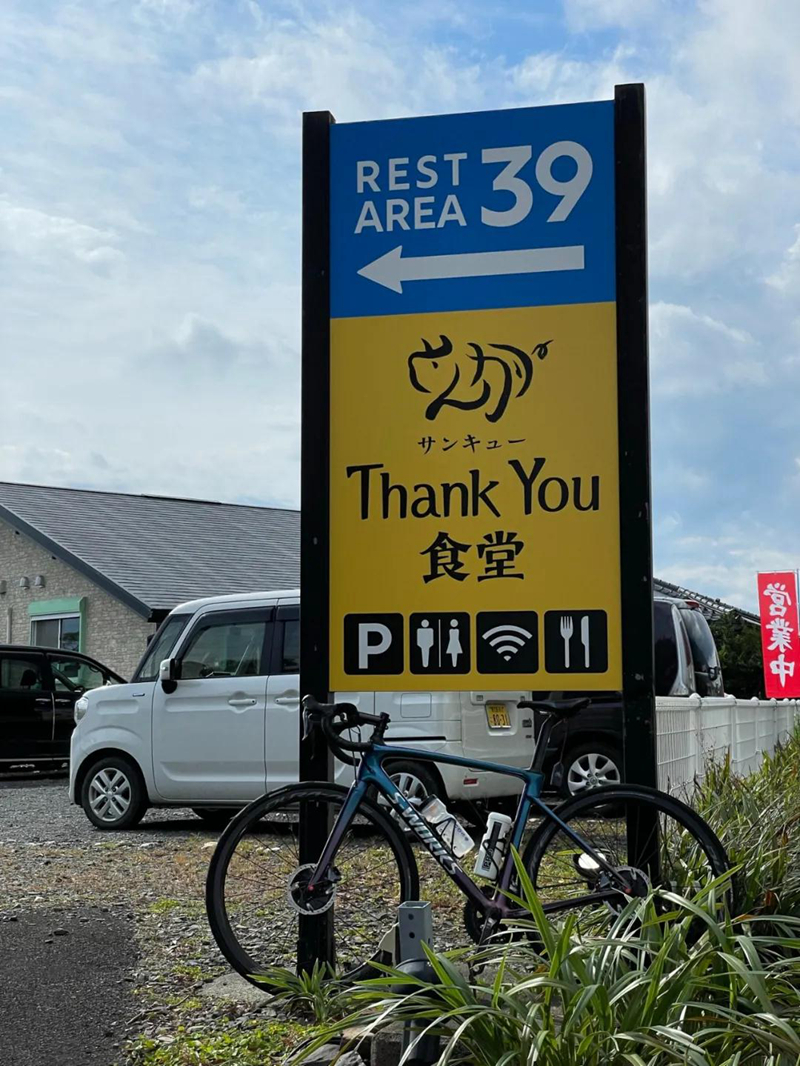 REST
AREA 39
とんかつ
サンキュー
Thank You
食堂
P
営業中
S-WORKS